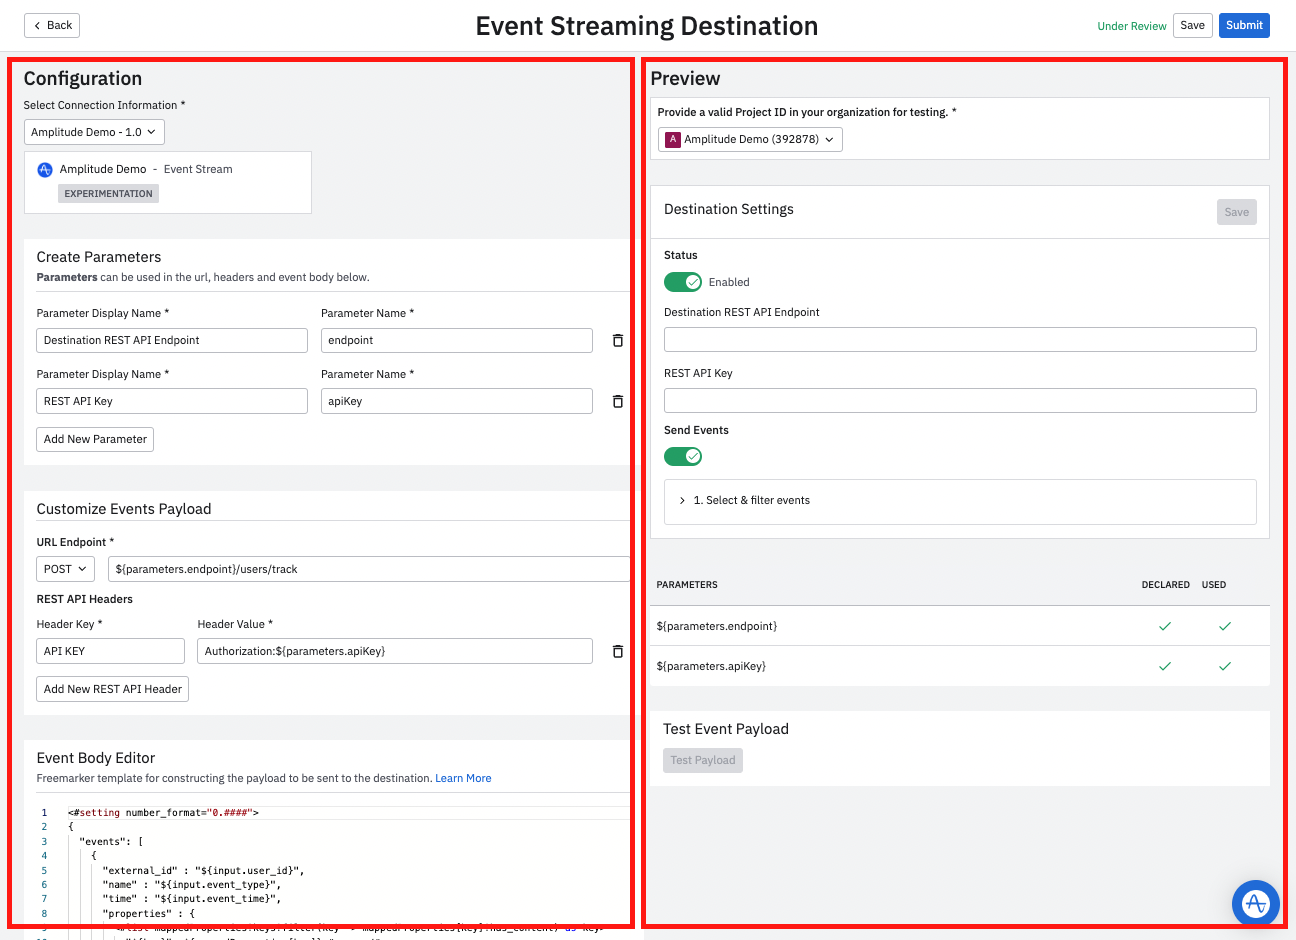 Back
Event Streaming Destination
Under Review
Save
Submit
Configuration
Select Connection Information *
Amplitude Demo - 1.0
Amplitude Demo - Event Stream
EXPERIMENTATION
Create Parameters
Parameters can be used in the url, headers and event body below.
Parameter Display Name *
Parameter Name *
Destination REST API Endpoint
endpoint
Parameter Display Name *
Parameter Name *
REST API Key
apiKey
Add New Parameter
Customize Events Payload
URL Endpoint *
POST
${parameters.endpoint}/users/track
REST API Headers
Header Key *
Header Value *
API KEY
Authorization:${parameters.apiKey}
Add New REST API Header
Event Body Editor
Freemarker template for constructing the payload to be sent to the destination. Learn More
1 <#setting number_format="0.####">
2 {
3 "events": [
4 {
5 "external_id" : "${input.user_id}",
6 "name" : "${input.event_type}",
7 "time" : "${input.event_time}",
8 "properties" : {
Preview
Provide a valid Project ID in your organization for testing. *
A Amplitude Demo (392878)
Destination Settings
Save
Status
Enabled
Destination REST API Endpoint
REST API Key
Send Events
1. Select & filter events
PARAMETERS DECLARED USED
${parameters.endpoint}
${parameters.apiKey}
Test Event Payload
Test Payload